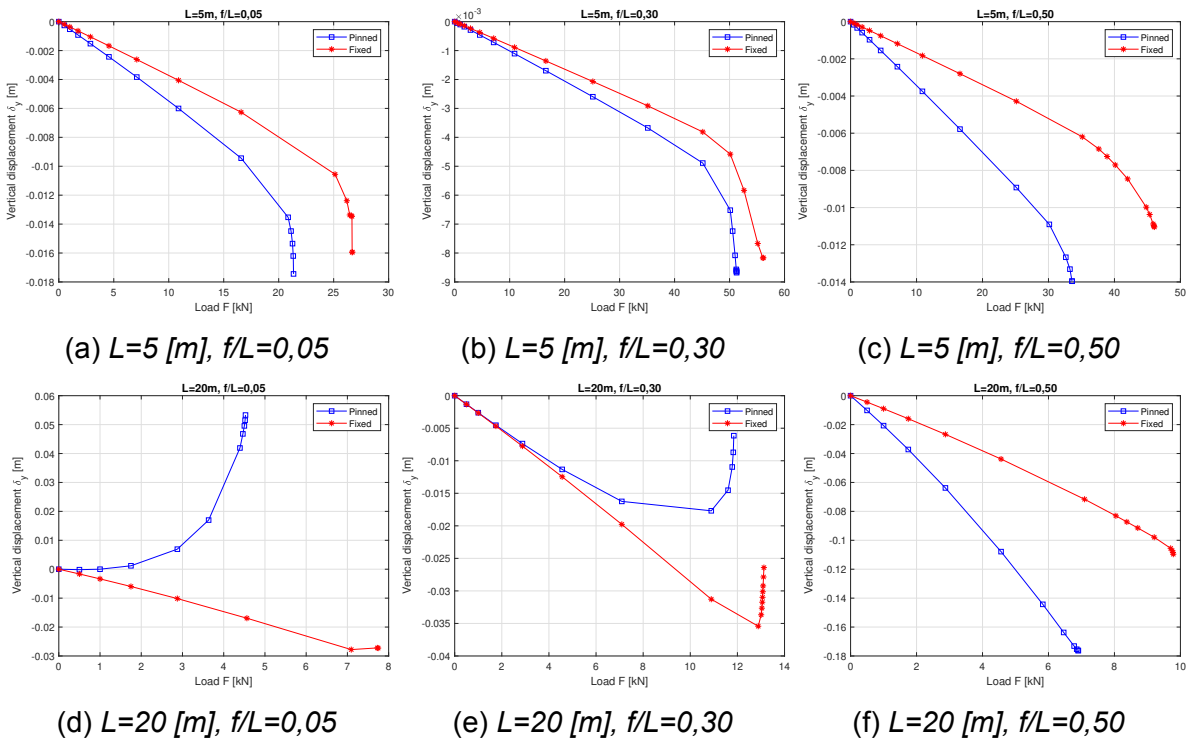 L=5m, f/L=0,05
0
-0.002
-0.004
-0.006
-0.008
-0.01
-0.012
-0.014
-0.016
-0.018
Vertical displacement δy [m]
Pinned
Fixed
0 5 10 15 20 25 30
Load F [kN]
(a) L=5 [m], f/L=0,05
L=5m, f/L=0,30
×10-3
0
-1
-2
-3
-4
-5
-6
-7
-8
-9
Vertical displacement δy [m]
Pinned
Fixed
0 10 20 30 40 50 60
Load F [kN]
(b) L=5 [m], f/L=0,30
L=5m, f/L=0,50
0
-0.002
-0.004
-0.006
-0.008
-0.01
-0.012
-0.014
Vertical displacement δy [m]
Pinned
Fixed
0 10 20 30 40 50
Load F [kN]
(c) L=5 [m], f/L=0,50
L=20m, f/L=0,05
0.06
0.05
0.04
0.03
0.02
0.01
0
-0.01
-0.02
-0.03
Vertical displacement δy [m]
Pinned
Fixed
0 1 2 3 4 5 6 7 8
Load F [kN]
(d) L=20 [m], f/L=0,05
L=20m, f/L=0,30
0
-0.005
-0.01
-0.015
-0.02
-0.025
-0.03
-0.035
-0.04
Vertical displacement δy [m]
Pinned
Fixed
0 2 4 6 8 10 12 14
Load F [kN]
(e) L=20 [m], f/L=0,30
L=20m, f/L=0,50
0
-0.02
-0.04
-0.06
-0.08
-0.1
-0.12
-0.14
-0.16
-0.18
Vertical displacement δy [m]
Pinned
Fixed
0 2 4 6 8 10
Load F [kN]
(f) L=20 [m], f/L=0,50